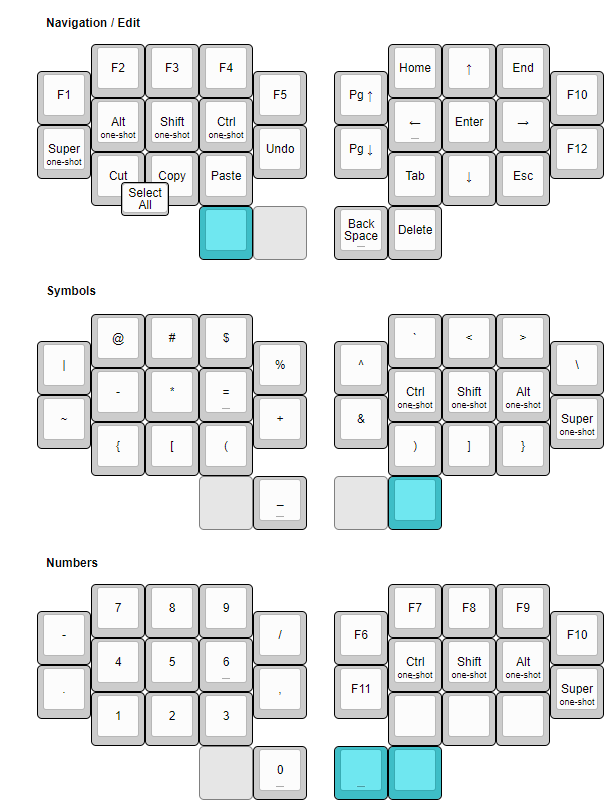 Navigation / Edit
F2 F3 F4 Home ↑ End
F1 F5 Pg ↑ F10
Alt Shift Ctrl ← Enter →
one-shot one-shot one-shot _
Super Undo Pg ↓ F12
one-shot
Cut Copy Paste Tab ↓ Esc
Select
All
Back Delete
Space
_
Symbols
@ # $ ` < >
| % ^ \
- * = Ctrl Shift Alt
_ one-shot one-shot one-shot
~ + & Super
one-shot
{ [ ( ) ] }
_
_
Numbers
7 8 9 F7 F8 F9
- / F6 F10
4 5 6 Ctrl Shift Alt
_ one-shot one-shot one-shot
. , F11 Super
one-shot
1 2 3
0
_ _